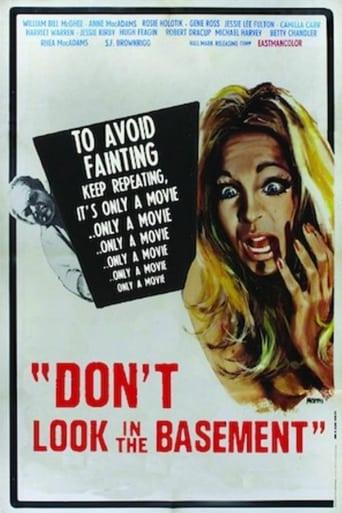 WILLIAM BILL McGHEE · ANNE MacADAMS · ROSIE HOLOTIK · GENE ROSS · JESSIE LEE FULTON · CAMILLA CARR
HARRIET WARREN · JESSIE KIRBY · HUGH FEAGIN · ROBERT DRACUP · MICHAEL HARVEY · BETTY CHANDLER
RHEA MacADAMS · S.F. BROWNRIGG · HALLMARK RELEASING CORP · EASTMANCOLOR
TO AVOID
FAINTING
KEEP REPEATING,
IT'S ONLY A MOVIE
..ONLY A MOVIE
..ONLY A MOVIE
..ONLY A MOVIE
..ONLY A MOVIE
ONLY A MOVIE
"DON'T
LOOK IN THE BASEMENT"